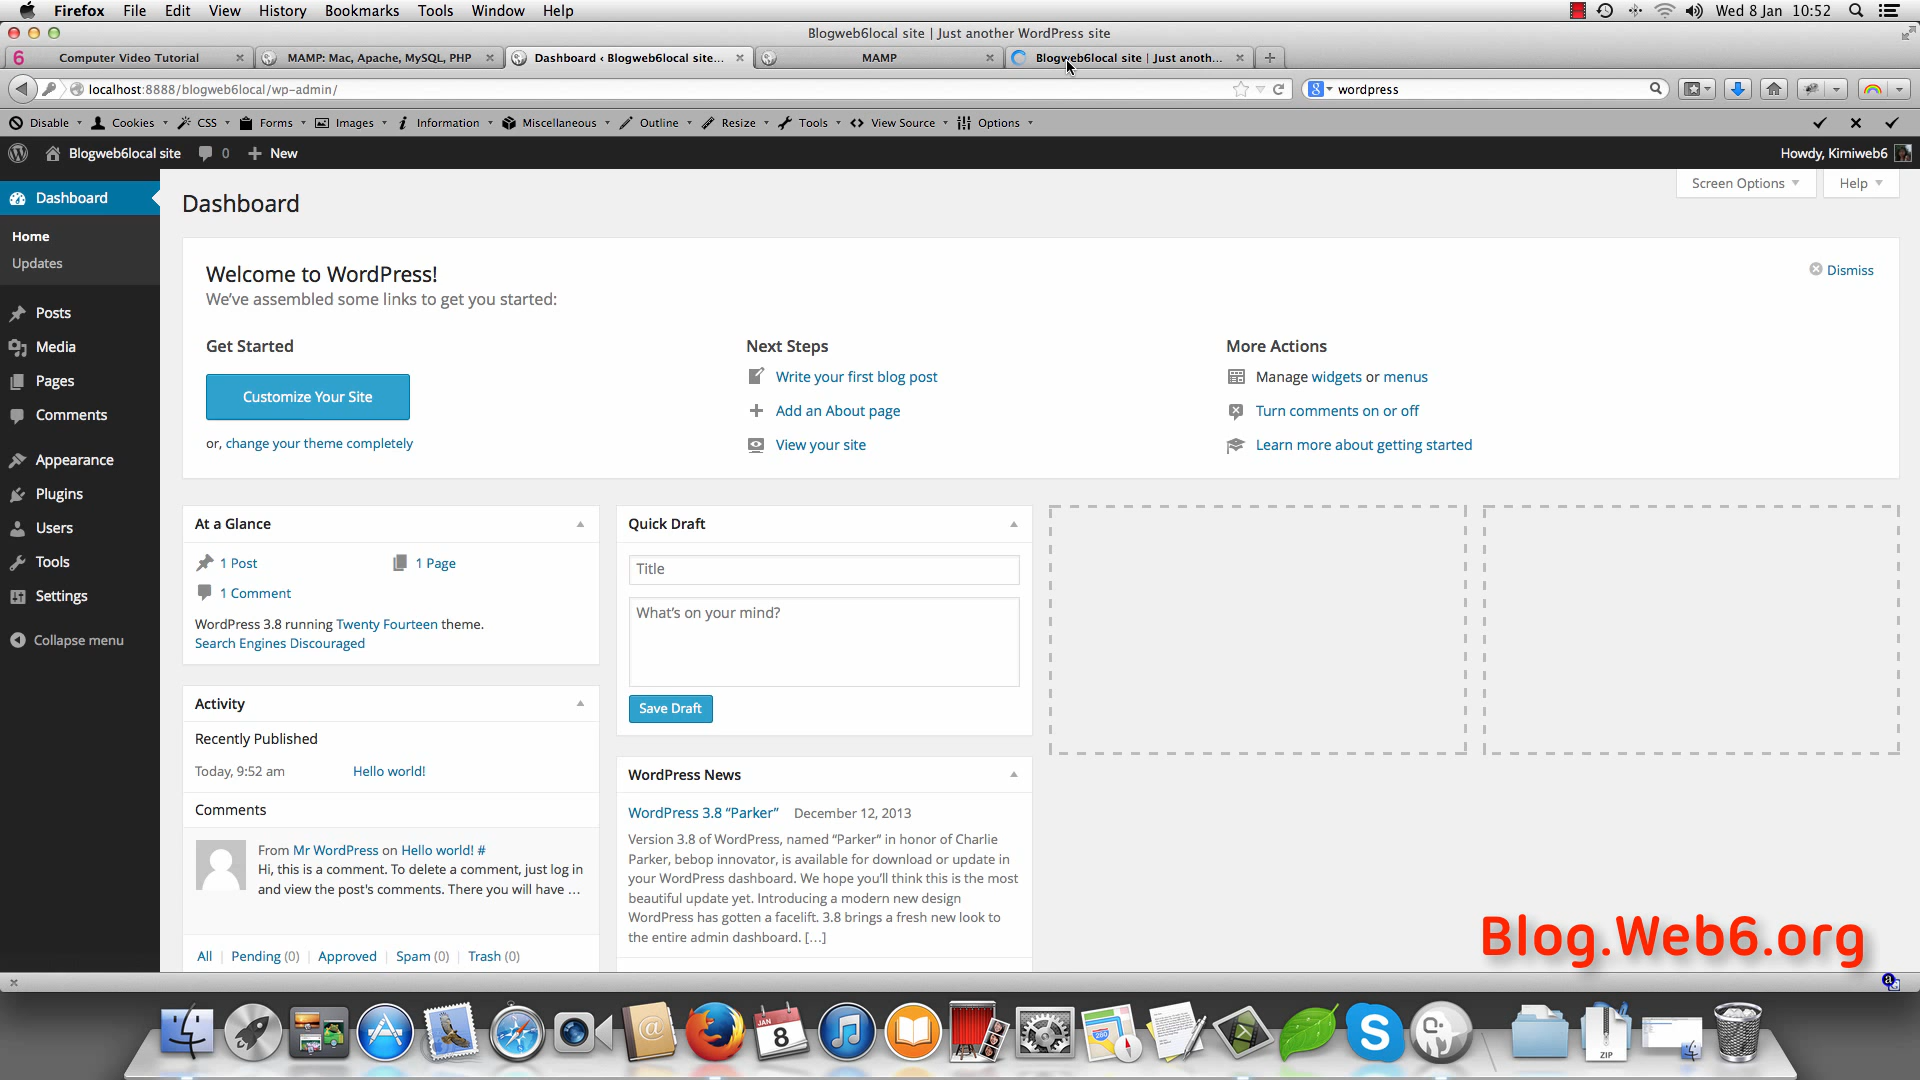 Firefox File Edit View History Bookmarks Tools Window Help Wed 8 Jan 10:52
Blogweb6local site | Just another WordPress site
6 Computer Video Tutorial MAMP: Mac, Apache, MySQL, PHP Dashboard ‹ Blogweb6local site... MAMP Blogweb6local site | Just anoth...
localhost:8888/blogweb6local/wp-admin/ wordpress
Disable Cookies CSS Forms Images Information Miscellaneous Outline Resize Tools View Source Options
Blogweb6local site 0 New Howdy, Kimiweb6
Dashboard
Home
Updates
Posts
Media
Pages
Comments
Appearance
Plugins
Users
Tools
Settings
Collapse menu
Screen Options Help
Dashboard
Welcome to WordPress!
We've assembled some links to get you started:
Dismiss
Get Started
Customize Your Site
or, change your theme completely
Next Steps
Write your first blog post
Add an About page
View your site
More Actions
Manage widgets or menus
Turn comments on or off
Learn more about getting started
At a Glance
1 Post 1 Page
1 Comment
WordPress 3.8 running Twenty Fourteen theme.
Search Engines Discouraged
Activity
Recently Published
Today, 9:52 am Hello world!
Comments
From Mr WordPress on Hello world! #
Hi, this is a comment. To delete a comment, just log in
and view the post's comments. There you will have ...
All | Pending (0) | Approved | Spam (0) | Trash (0)
Quick Draft
Title
What's on your mind?
Save Draft
WordPress News
WordPress 3.8 “Parker” December 12, 2013
Version 3.8 of WordPress, named “Parker” in honor of Charlie
Parker, bebop innovator, is available for download or update in
your WordPress dashboard. We hope you'll think this is the most
beautiful update yet. Introducing a modern new design
WordPress has gotten a facelift. 3.8 brings a fresh new look to
the entire admin dashboard. [...]
Blog.Web6.org
JAN
8
ZIP